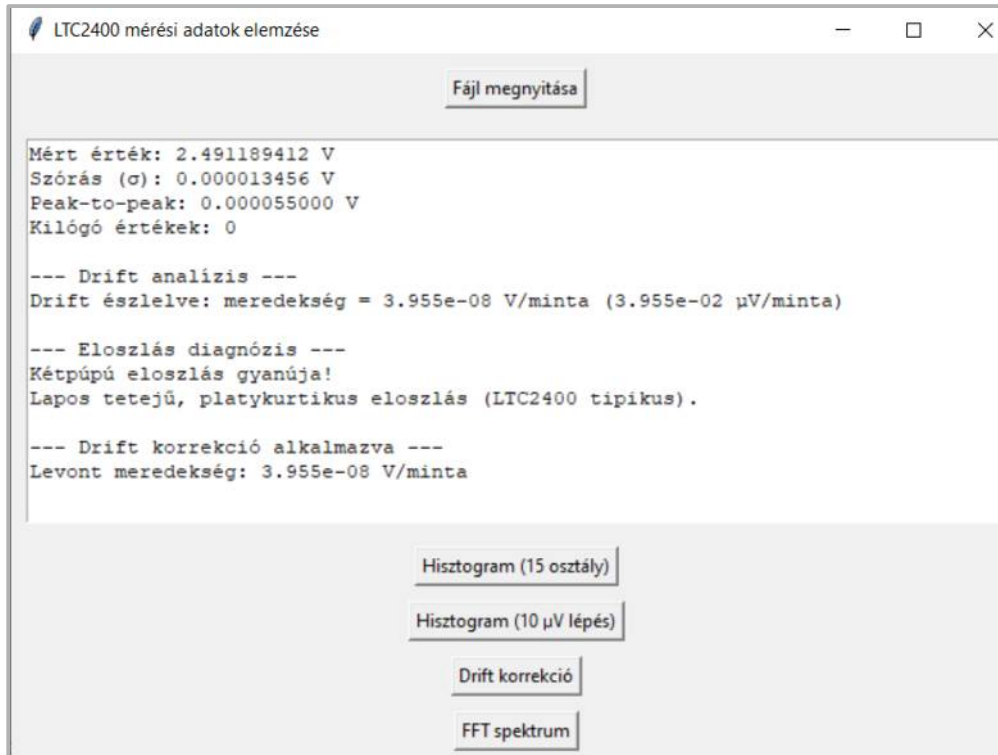 LTC2400 mérési adatok elemzése
Fájl megnyitása
Mért érték: 2.491189412 V
Szórás (σ): 0.000013456 V
Peak-to-peak: 0.000055000 V
Kilógó értékek: 0
--- Drift analízis ---
Drift észlelve: meredekség = 3.955e-08 V/minta (3.955e-02 µV/minta)
--- Eloszlás diagnózis ---
Kétpúpú eloszlás gyanúja!
Lapos tetejű, platykurtikus eloszlás (LTC2400 tipikus).
--- Drift korrekció alkalmazva ---
Levont meredekség: 3.955e-08 V/minta
Hisztogram (15 osztály)
Hisztogram (10 µV lépés)
Drift korrekció
FFT spektrum